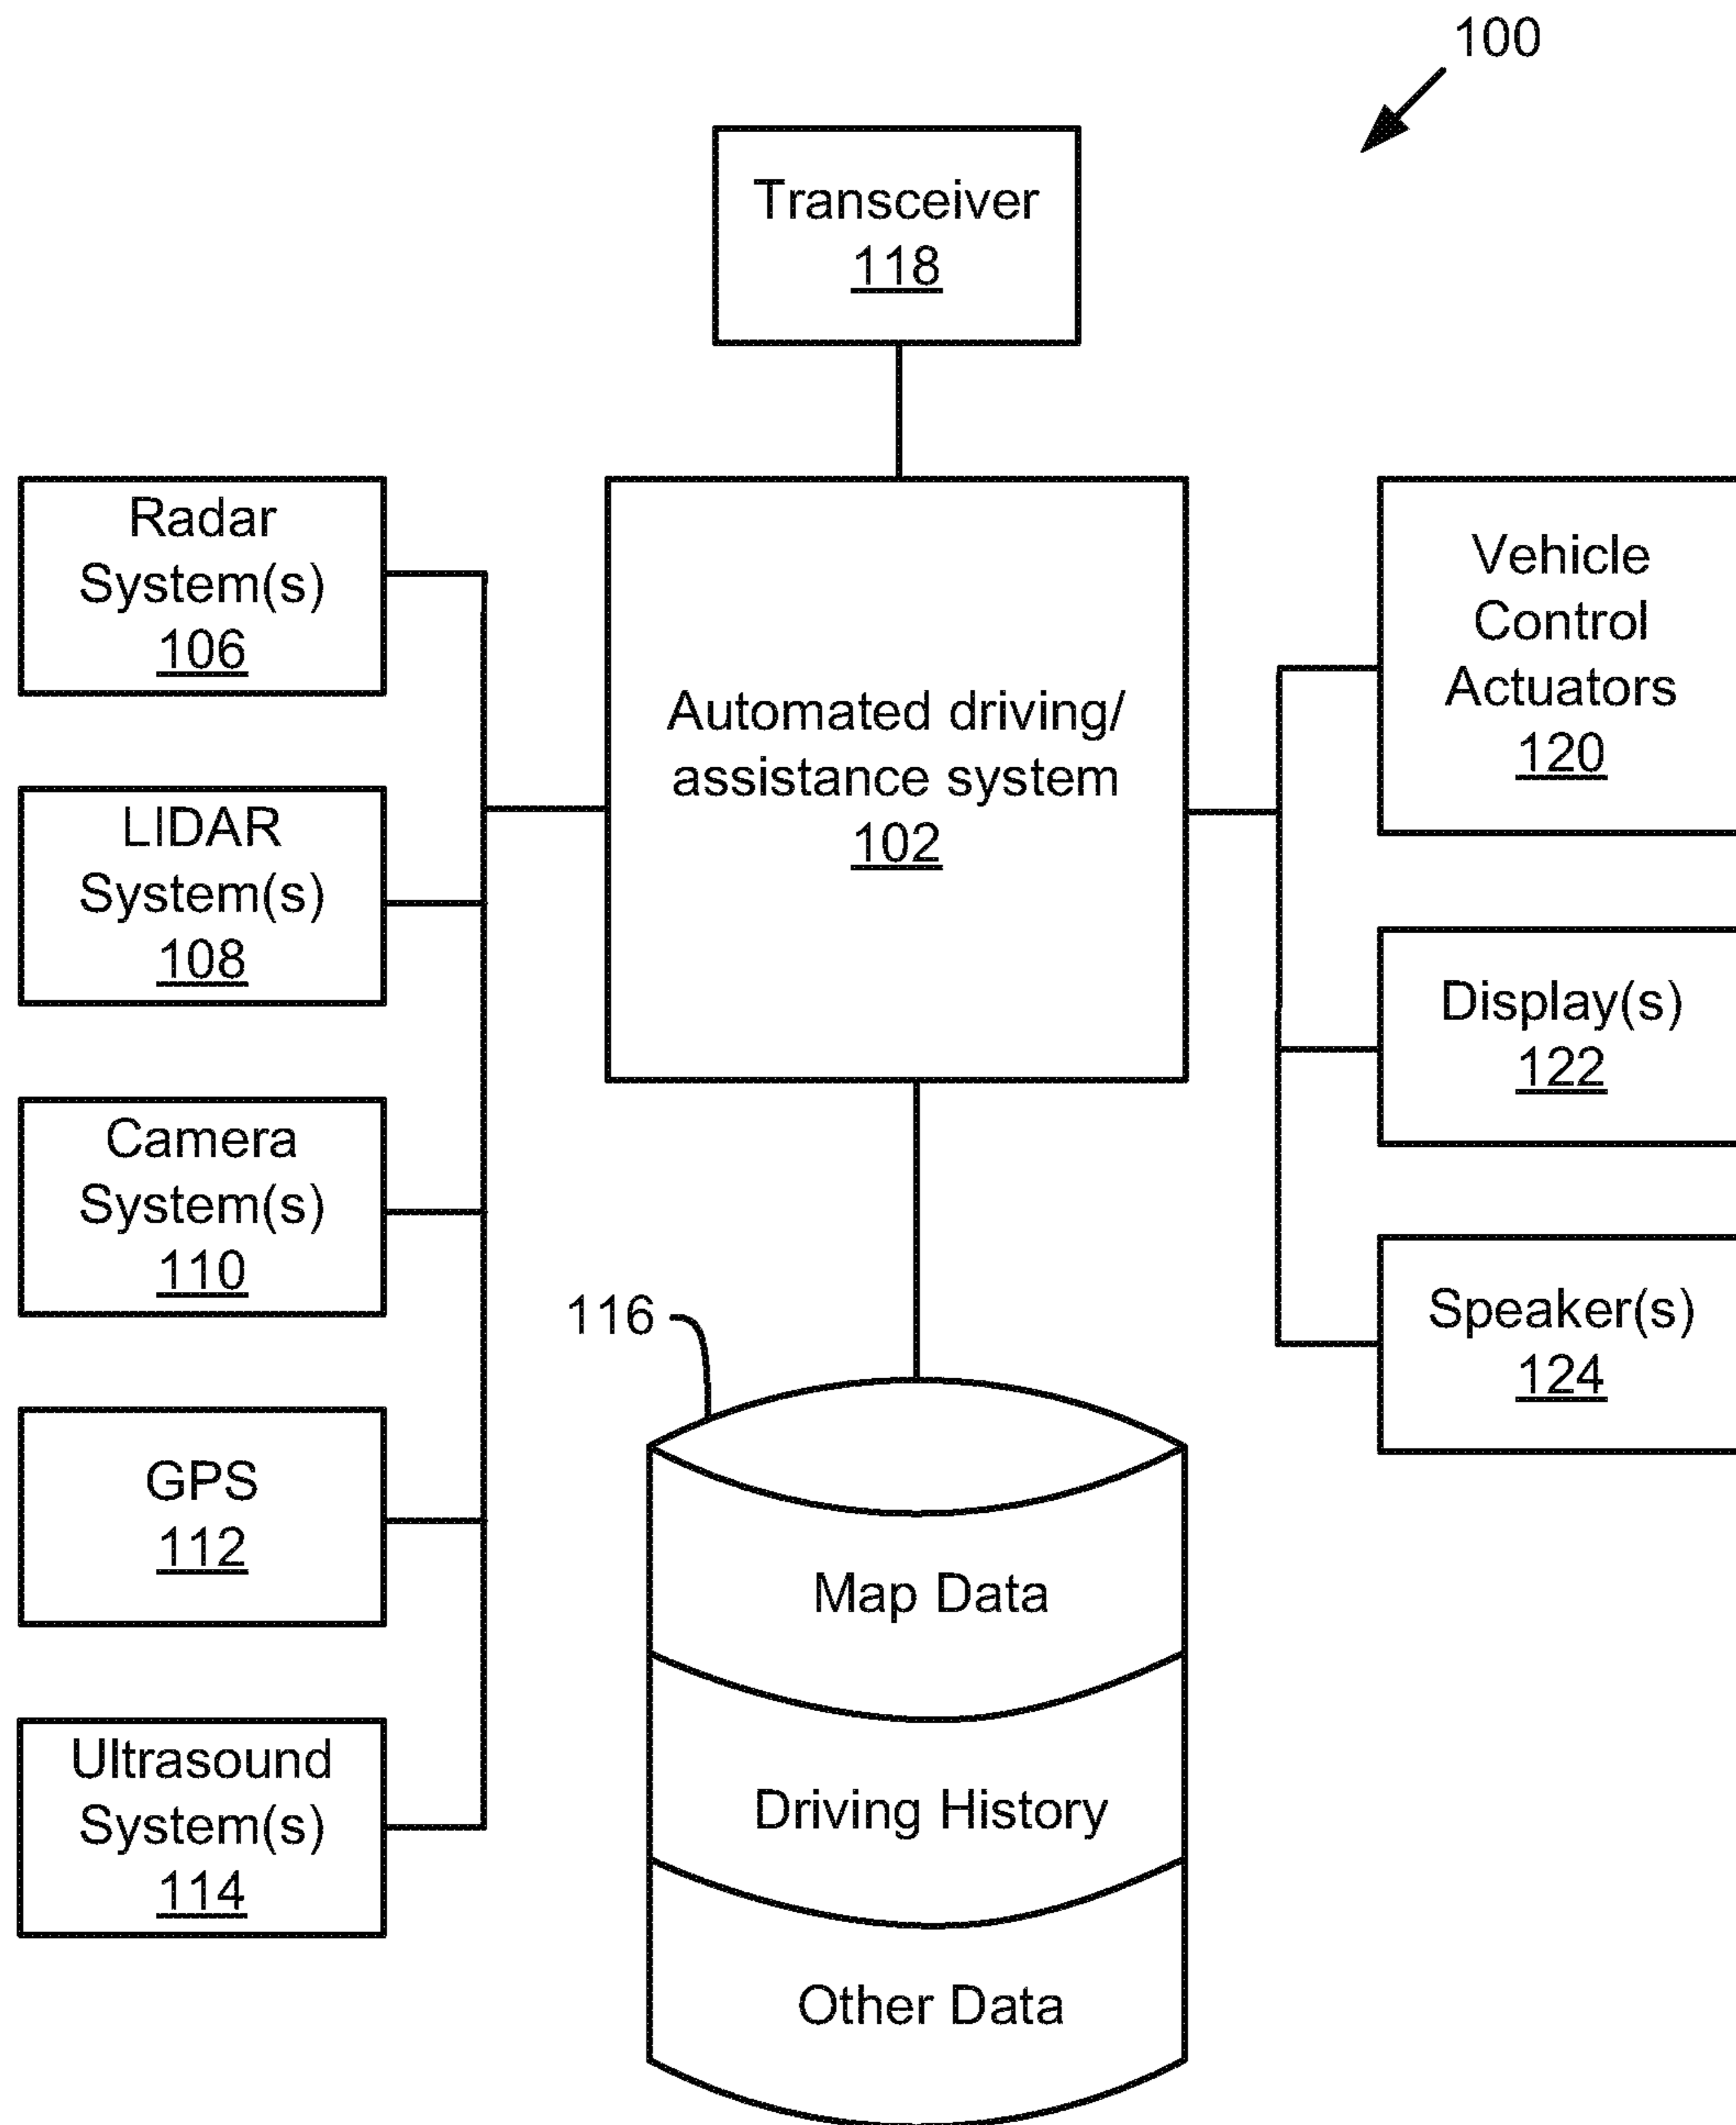 100
Transceiver
118
Radar
System(s)
106
LIDAR
System(s)
108
Camera
System(s)
110
GPS
112
Ultrasound
System(s)
114
Automated driving/
assistance system
102
Vehicle
Control
Actuators
120
Display(s)
122
Speaker(s)
124
116
Map Data
Driving History
Other Data